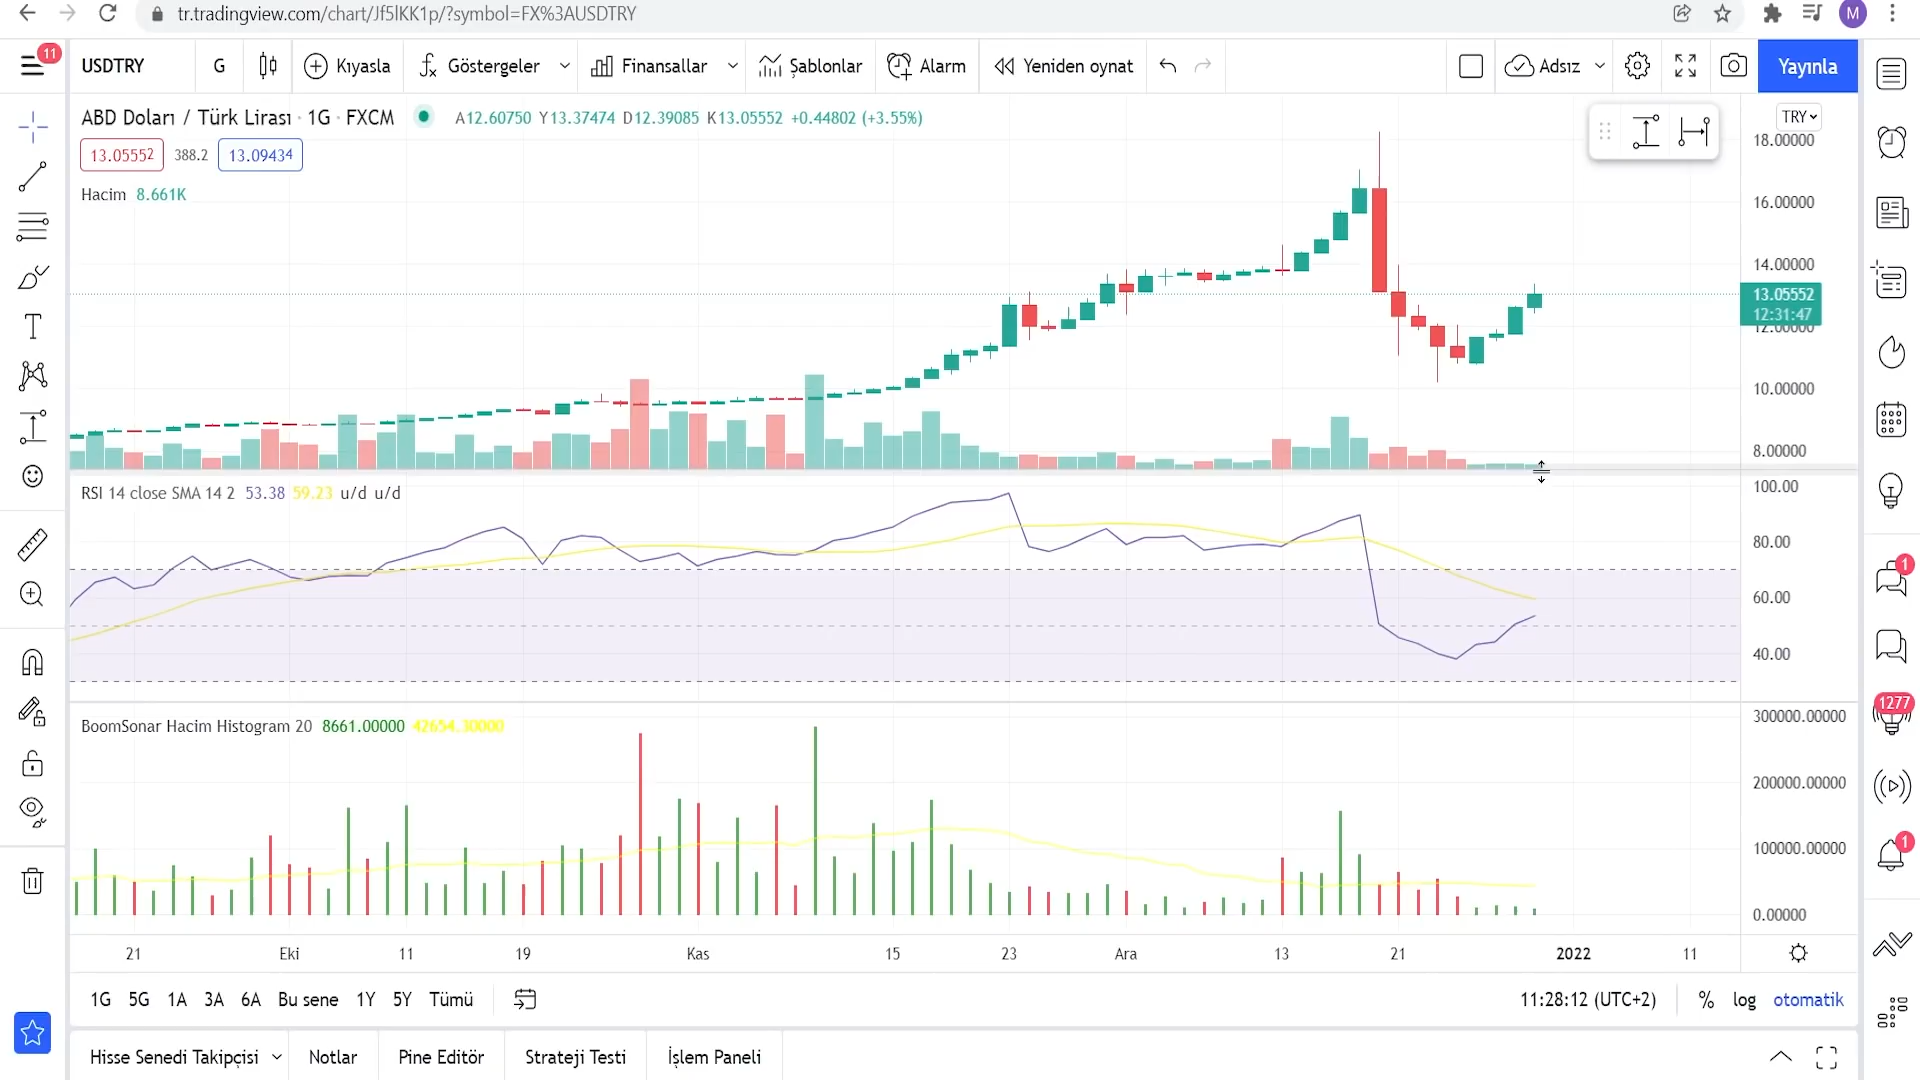 tr.tradingview.com/chart/Jf5lKK1p/?symbol=FX%3AUSDTRY
M
11
USDTRY G Kıyasla Göstergeler Finansallar Şablonlar Alarm Yeniden oynat Adsız Yayınla
ABD Doları / Türk Lirası · 1G · FXCM A12.60750 Y13.37474 D12.39085 K13.05552 +0.44802 (+3.55%)
TRY
13.05552 388.2 13.09434
Hacim 8.661K
18.00000
16.00000
14.00000
13.05552
12:31:47
12.00000
10.00000
8.00000
RSI 14 close SMA 14 2 53.38 59.23 u/d u/d
100.00
80.00
60.00
40.00
BoomSonar Hacim Histogram 20 8661.00000 42654.30000
300000.00000
200000.00000
100000.00000
0.00000
1
1277
1
21 Eki 11 19 Kas 15 23 Ara 13 21 2022 11
1G 5G 1A 3A 6A Bu sene 1Y 5Y Tümü 11:28:12 (UTC+2) % log otomatik
Hisse Senedi Takipçisi Notlar Pine Editör Strateji Testi İşlem Paneli